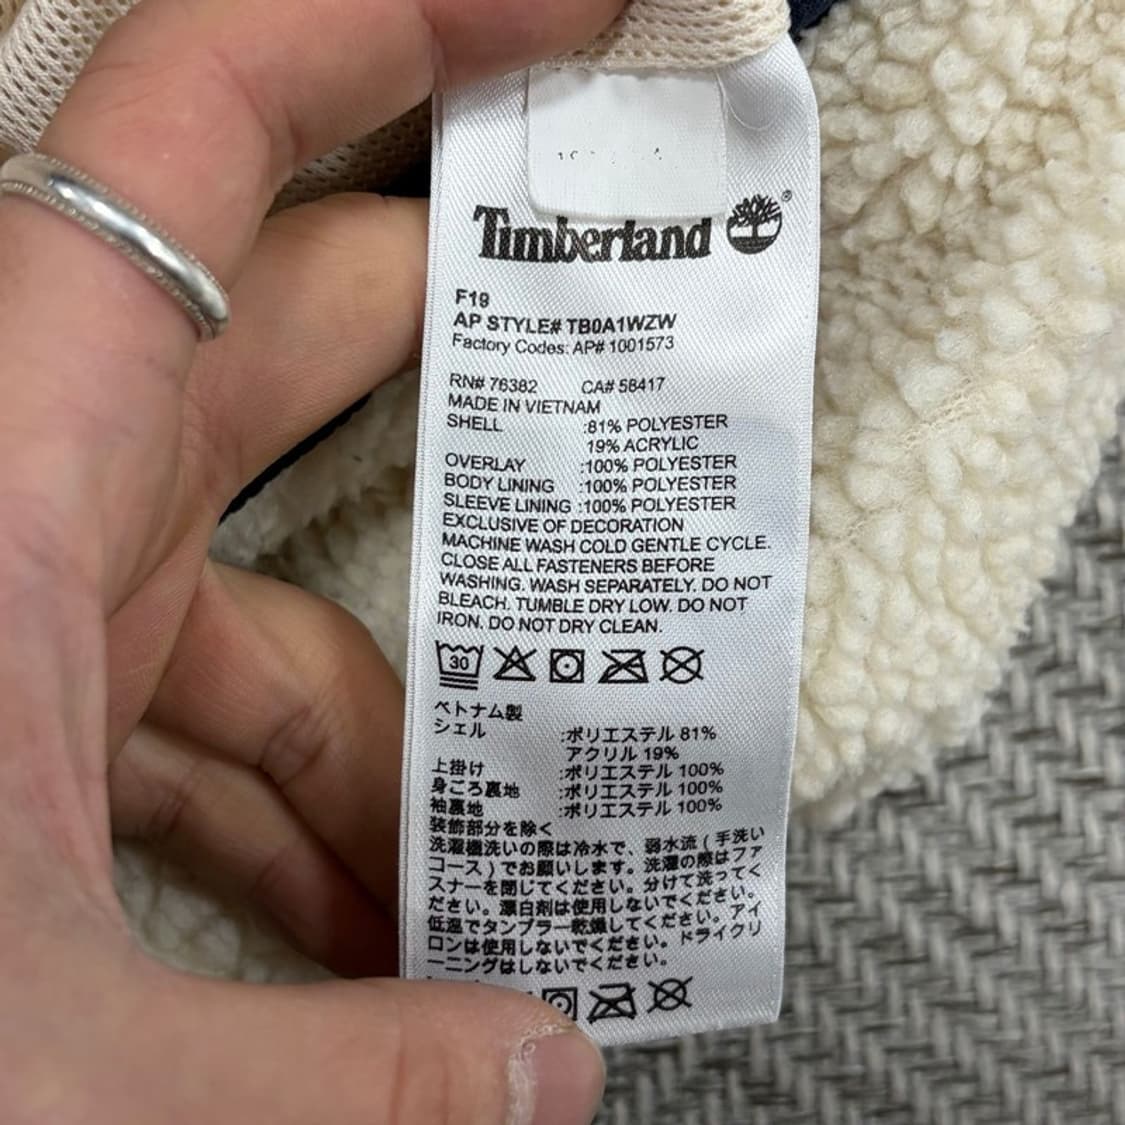 Timberland®
F19
AP STYLE# TB0A1WZW
Factory Codes: AP# 1001573
RN# 76382 CA# 58417
MADE IN VIETNAM
SHELL :81% POLYESTER
19% ACRYLIC
OVERLAY :100% POLYESTER
BODY LINING :100% POLYESTER
SLEEVE LINING :100% POLYESTER
EXCLUSIVE OF DECORATION
MACHINE WASH COLD GENTLE CYCLE.
CLOSE ALL FASTENERS BEFORE
WASHING. WASH SEPARATELY. DO NOT
BLEACH. TUMBLE DRY LOW. DO NOT
IRON. DO NOT DRY CLEAN.
30
ベトナム製
シェル :ポリエステル 81%
アクリル 19%
上掛け :ポリエステル 100%
身ごろ裏地 :ポリエステル 100%
袖裏地 :ポリエステル 100%
装飾部分を除く
洗濯機洗いの際は冷水で、弱水流(手洗い
コース)でお願いします。洗濯の際はファ
スナーを閉じてください。分けて洗ってく
ださい。漂白剤は使用しないでください。
低温でタンブラー乾燥してください。アイ
ロンは使用しないでください。ドライクリ
ーニングはしないでください。